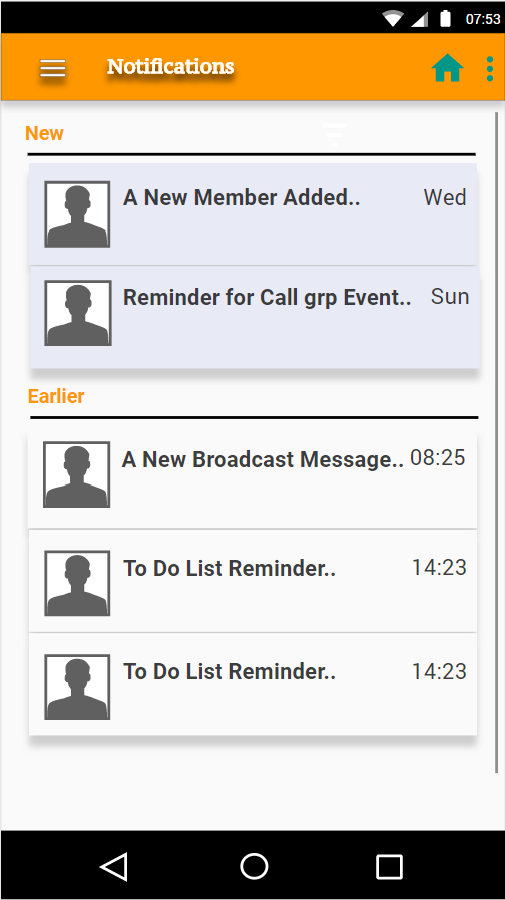 07:53
Notifications
New
A New Member Added.. Wed
Reminder for Call grp Event.. Sun
Earlier
A New Broadcast Message.. 08:25
To Do List Reminder.. 14:23
To Do List Reminder.. 14:23